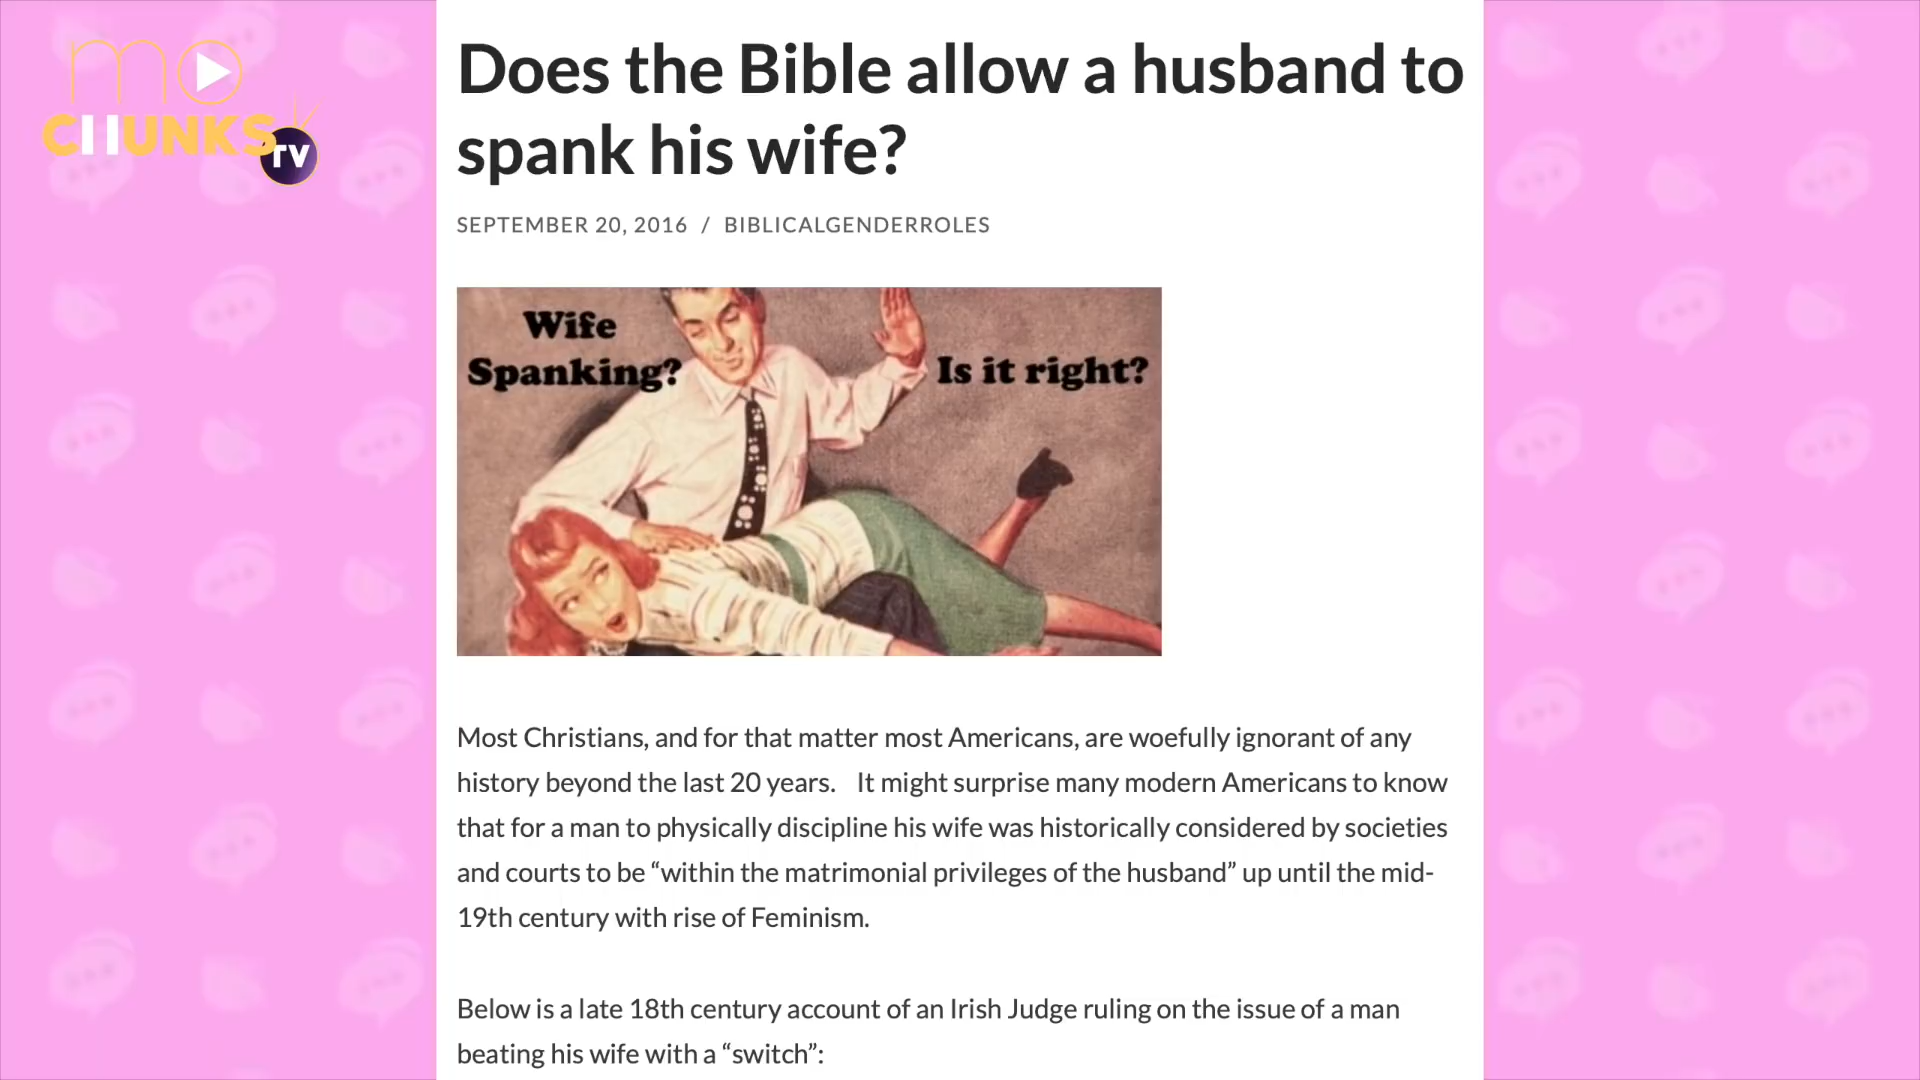 mo
CHUNKS
TV
Does the Bible allow a husband to
spank his wife?
SEPTEMBER 20, 2016 / BIBLICALGENDERROLES
Wife
Spanking?
Is it right?
Most Christians, and for that matter most Americans, are woefully ignorant of any
history beyond the last 20 years. It might surprise many modern Americans to know
that for a man to physically discipline his wife was historically considered by societies
and courts to be “within the matrimonial privileges of the husband” up until the mid-
19th century with rise of Feminism.
Below is a late 18th century account of an Irish Judge ruling on the issue of a man
beating his wife with a “switch”: